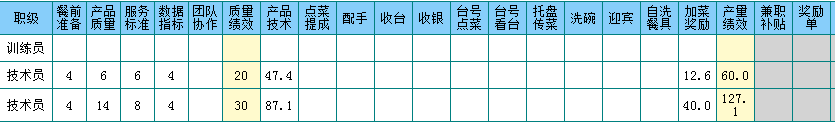 职级 餐前准备 产品质量 服务标准 数据指标 团队协作 质量绩效 产品技术 点菜提成 配手 收台 收银 台号点菜 台号看台 托盘传菜 洗碗 迎宾 自洗餐具 加菜奖励 产量绩效 兼职补贴 奖励单
训练员
技术员 4 6 6 4 20 47.4 12.6 60.0
技术员 4 14 8 4 30 87.1 40.0 127.1